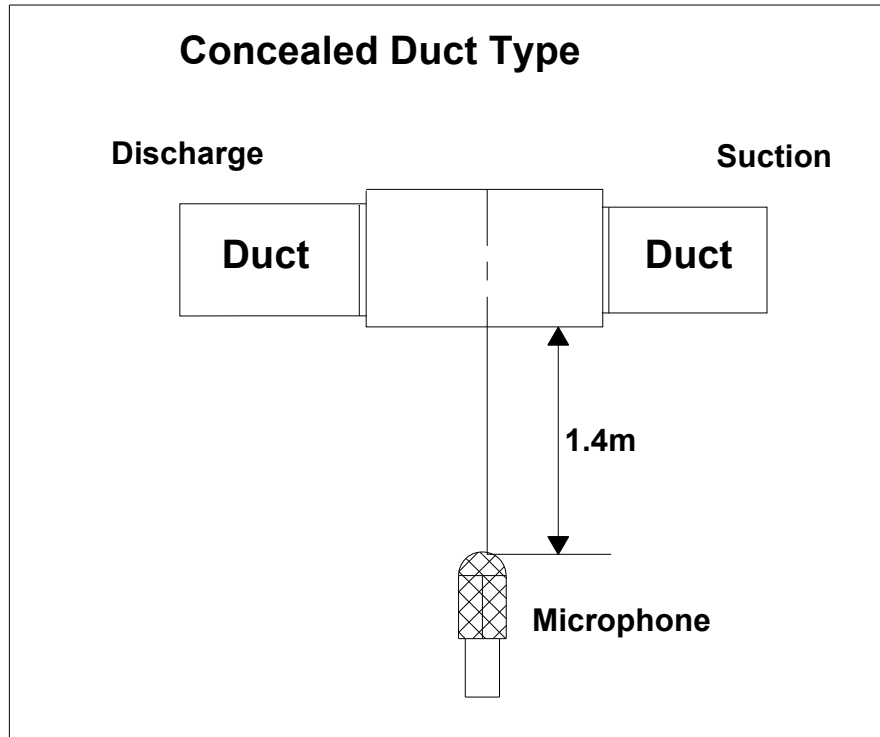 Concealed Duct Type
Discharge
Suction
Duct
Duct
1.4m
Microphone